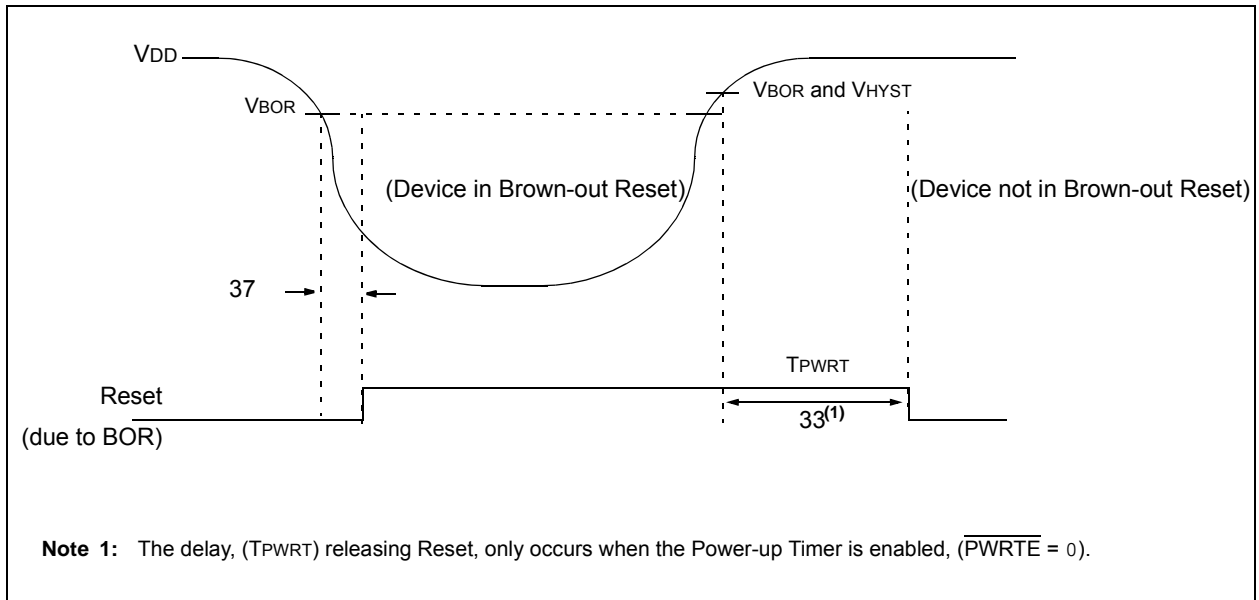 VDD
VBOR
VBOR and VHYST
(Device in Brown-out Reset)
(Device not in Brown-out Reset)
37
TPWRT
Reset
33(1)
(due to BOR)
Note 1: The delay, (TPWRT) releasing Reset, only occurs when the Power-up Timer is enabled, (P̅W̅R̅T̅E̅ = 0).